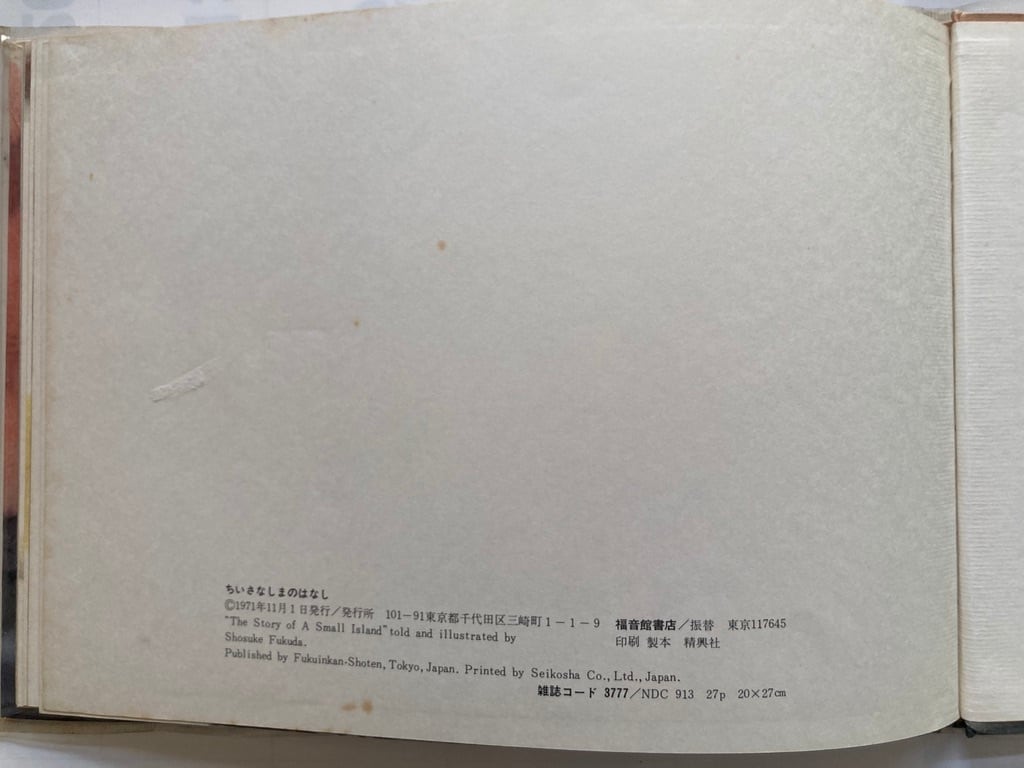 ちいさなしまのはなし
©1971年11月1日発行／発行所　101－91東京都千代田区三崎町1－1－9　福音館書店／振替　東京117645
"The Story of A Small Island" told and illustrated by　印刷 製本　精興社
Shosuke Fukuda.
Published by Fukuinkan-Shoten, Tokyo, Japan. Printed by Seikosha Co., Ltd., Japan.
雑誌コード 3777／NDC 913　27p　20×27㎝